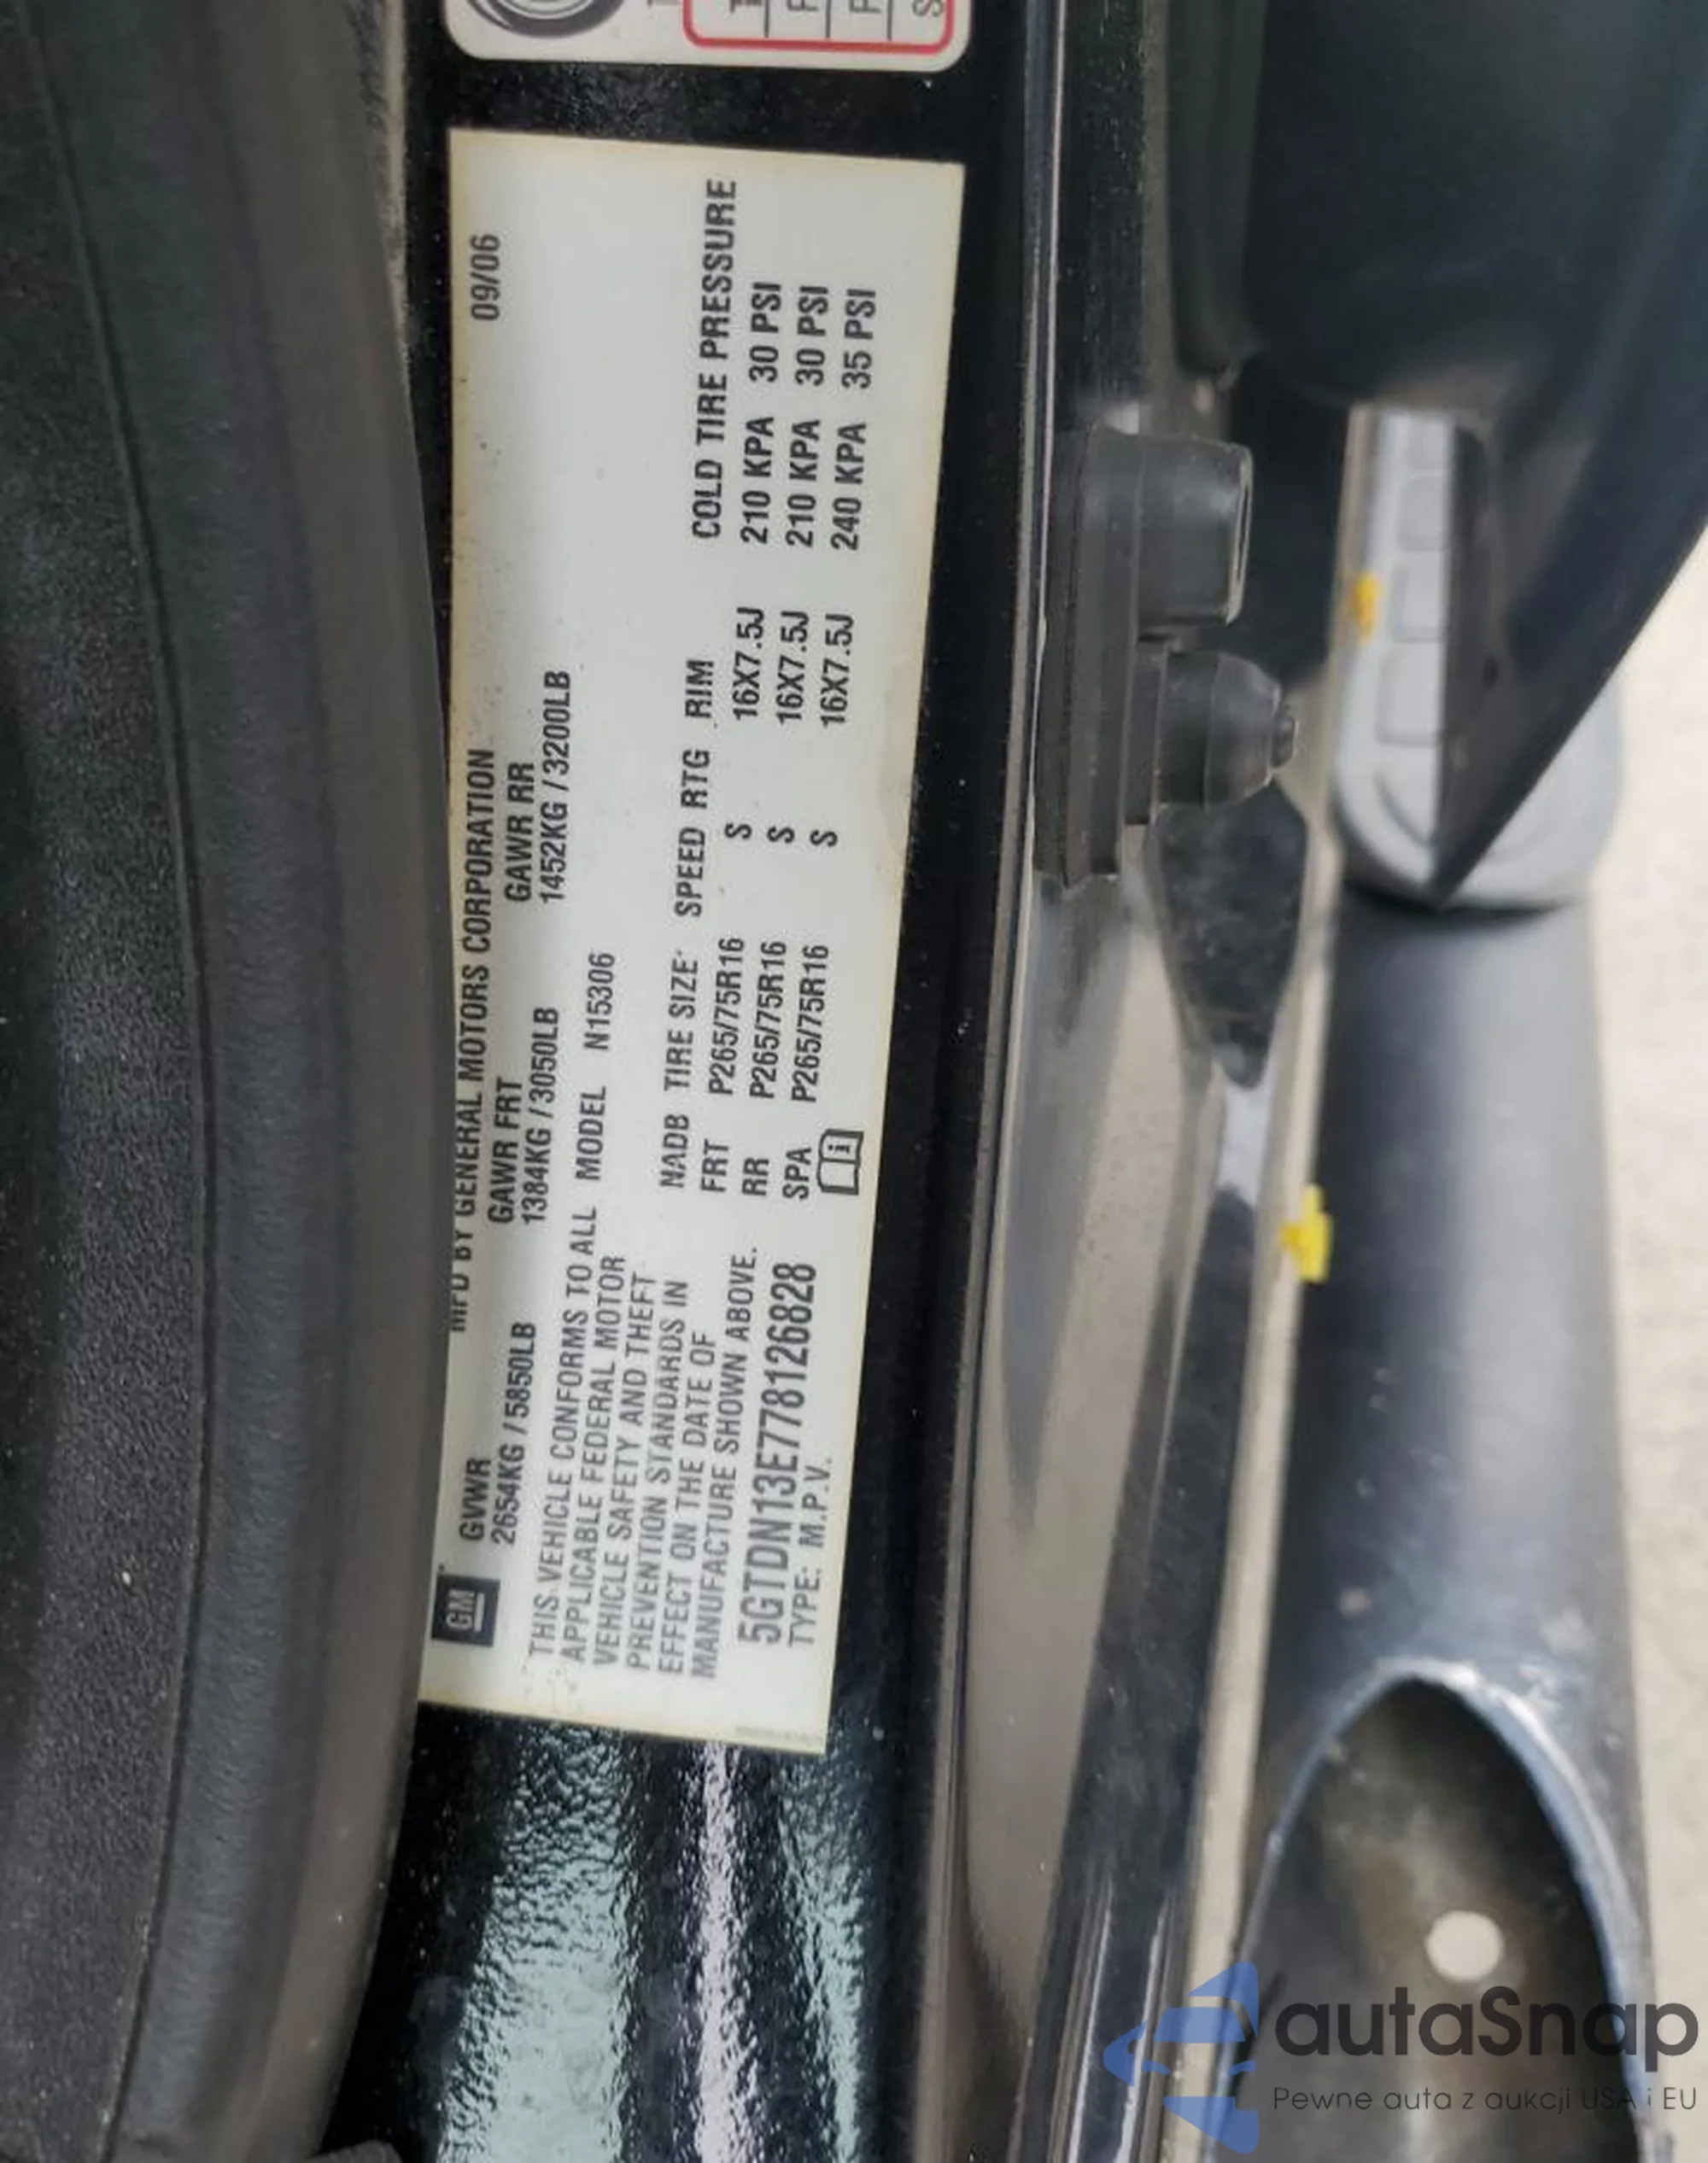 MFD BY GENERAL MOTORS CORPORATION 09/06
GM GVWR GAWR FRT GAWR RR
2654KG / 5850LB 1384KG / 3050LB 1452KG / 3200LB
THIS VEHICLE CONFORMS TO ALL MODEL N15306
APPLICABLE FEDERAL MOTOR
VEHICLE SAFETY AND THEFT
PREVENTION STANDARDS IN
EFFECT ON THE DATE OF
MANUFACTURE SHOWN ABOVE.
5GTDN13E778126828
TYPE: M.P.V.
NADB TIRE SIZE SPEED RTG RIM COLD TIRE PRESSURE
FRT P265/75R16 S 16X7.5J 210 KPA 30 PSI
RR P265/75R16 S 16X7.5J 210 KPA 30 PSI
SPA P265/75R16 S 16X7.5J 240 KPA 35 PSI
autaSnap
Pewne auta z aukcji USA i EU